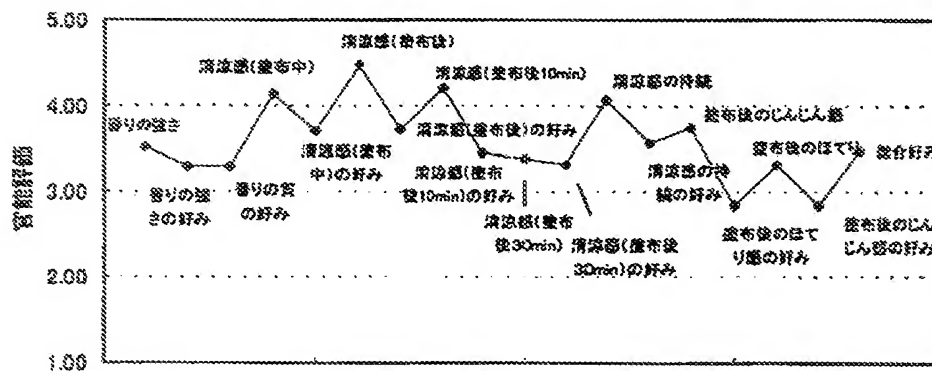 5.00
4.00
3.00
2.00
1.00
官能評価
香りの強さ
香りの強
さの好み
香りの質
の好み
清涼感(塗布中)
清涼感(塗布
中)の好み
清涼感(塗布後)
清涼感(塗布後)の好み
清涼感(塗布後10min)
清涼感(塗布
後10min)の好み
清涼感(塗布
後30min)
清涼感(塗布後
30min)の好み
清涼感の持続
清涼感の持
続の好み
塗布後のじんじん感
塗布後のほてり
塗布後のほて
り感の好み
総合好み
塗布後のじん
じん感の好み